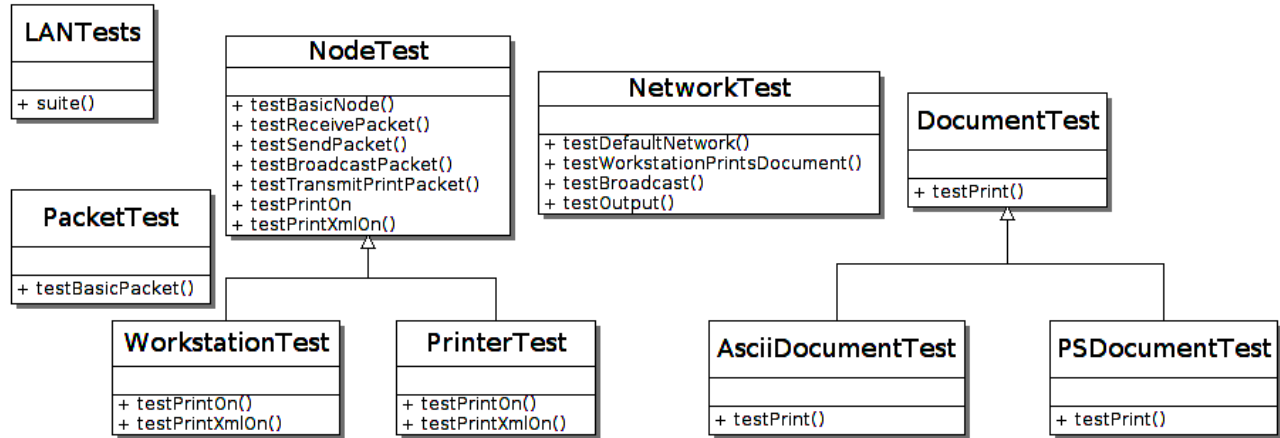 LANTests
+ suite()
NodeTest
+ testBasicNode()
+ testReceivePacket()
+ testSendPacket()
+ testBroadcastPacket()
+ testTransmitPrintPacket()
+ testPrintOn
+ testPrintXmlOn()
NetworkTest
+ testDefaultNetwork()
+ testWorkstationPrintsDocument()
+ testBroadcast()
+ testOutput()
DocumentTest
+ testPrint()
PacketTest
+ testBasicPacket()
WorkstationTest
+ testPrintOn()
+ testPrintXmlOn()
PrinterTest
+ testPrintOn()
+ testPrintXmlOn()
AsciiDocumentTest
+ testPrint()
PSDocumentTest
+ testPrint()